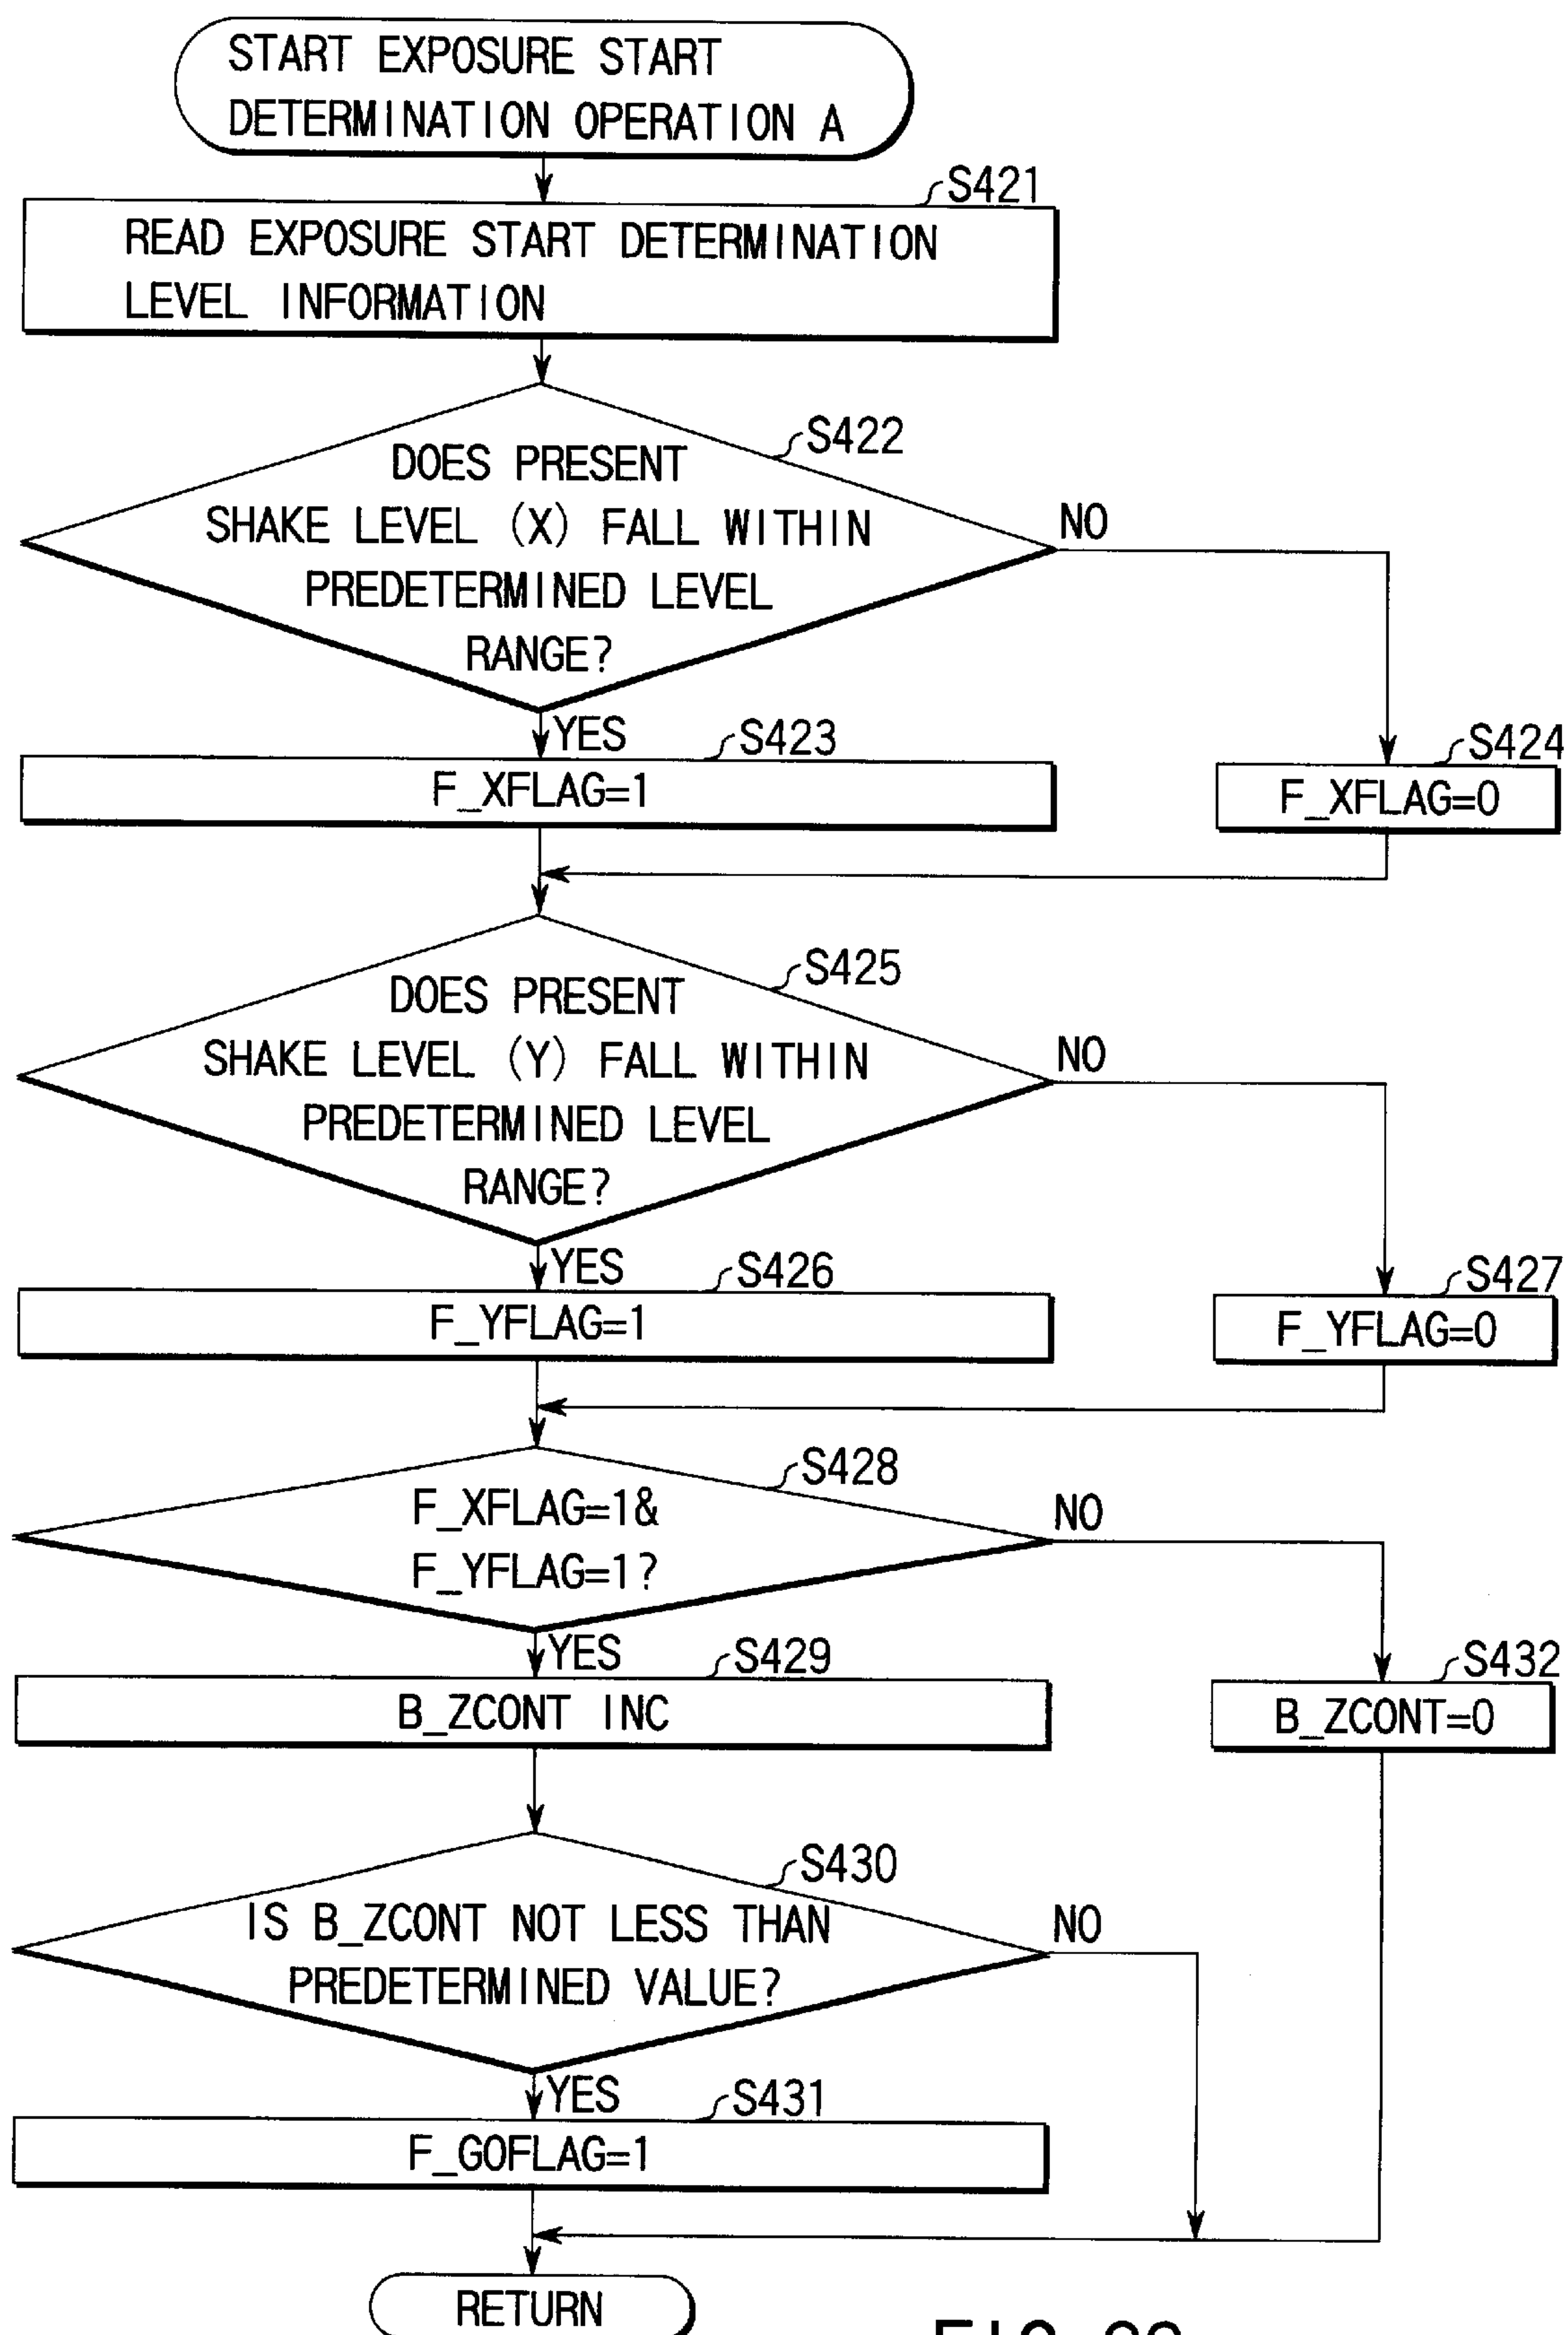 START EXPOSURE START
DETERMINATION OPERATION A
S421
READ EXPOSURE START DETERMINATION
LEVEL INFORMATION
S422
DOES PRESENT
SHAKE LEVEL (X) FALL WITHIN
PREDETERMINED LEVEL
RANGE?
NO
YES
S423
F_XFLAG=1
S424
F_XFLAG=0
S425
DOES PRESENT
SHAKE LEVEL (Y) FALL WITHIN
PREDETERMINED LEVEL
RANGE?
NO
YES
S426
F_YFLAG=1
S427
F_YFLAG=0
S428
F_XFLAG=1&
F_YFLAG=1?
NO
YES
S429
B_ZCONT INC
S432
B_ZCONT=0
S430
IS B_ZCONT NOT LESS THAN
PREDETERMINED VALUE?
NO
YES
S431
F_GOFLAG=1
RETURN